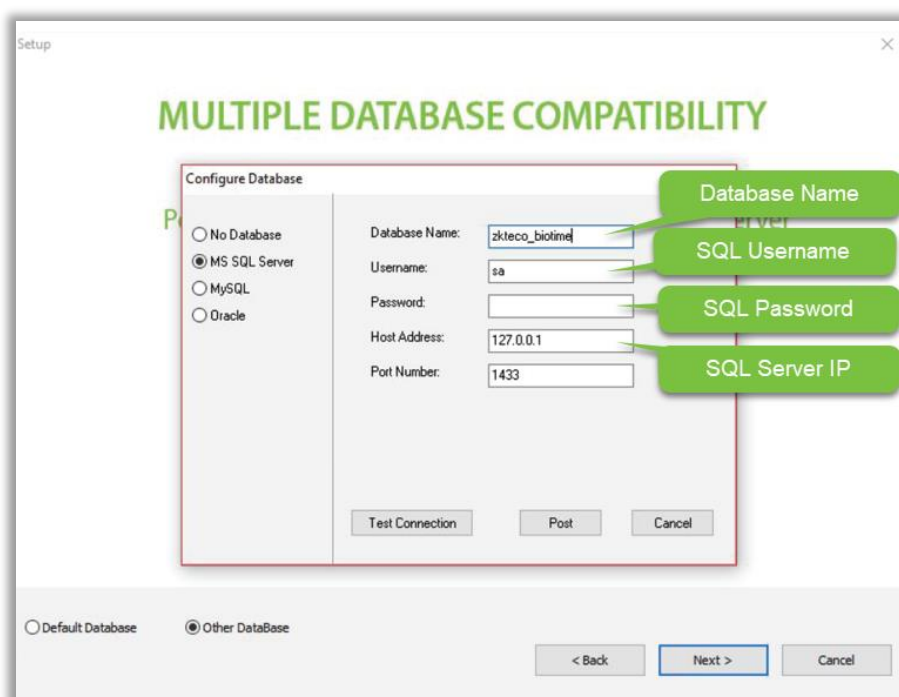 Setup
MULTIPLE DATABASE COMPATIBILITY
Configure Database
No Database
MS SQL Server
MySQL
Oracle
Database Name: zkteco_biotime
Username: sa
Password:
Host Address: 127.0.0.1
Port Number: 1433
Database Name
SQL Username
SQL Password
SQL Server IP
Test Connection Post Cancel
Default Database Other DataBase
< Back Next > Cancel